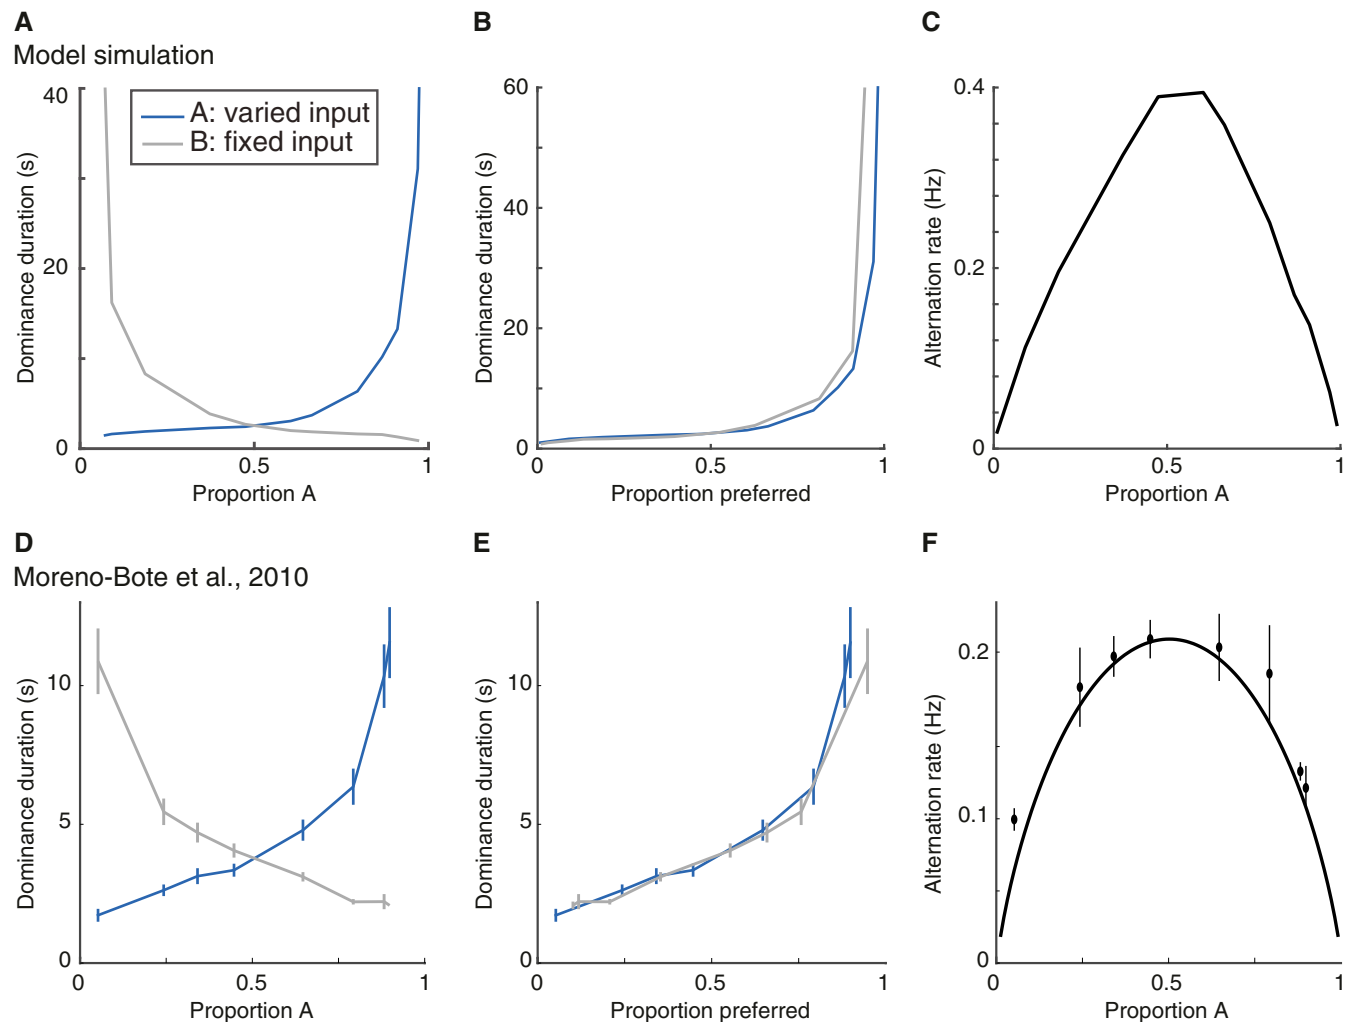 A
Model simulation
40
20
0
Dominance duration (s)
A: varied input
B: fixed input
0
0.5
1
Proportion A
B
60
40
20
0
Dominance duration (s)
0
0.5
1
Proportion preferred
C
0.4
0.2
0
Alternation rate (Hz)
0
0.5
1
Proportion A
D
Moreno-Bote et al., 2010
10
5
0
Dominance duration (s)
0
0.5
1
Proportion A
E
10
5
0
Dominance duration (s)
0
0.5
1
Proportion preferred
F
0.2
0.1
0
Alternation rate (Hz)
0
0.5
1
Proportion A